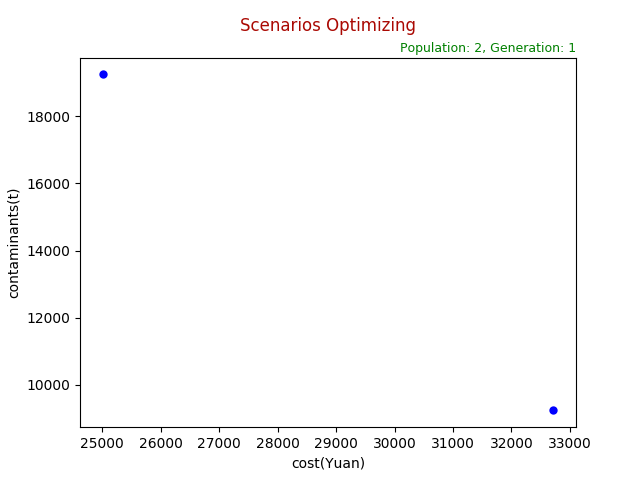 Scenarios Optimizing
Population: 2, Generation: 1
18000
16000
14000
12000
10000
contaminants(t)
25000 26000 27000 28000 29000 30000 31000 32000 33000
cost(Yuan)